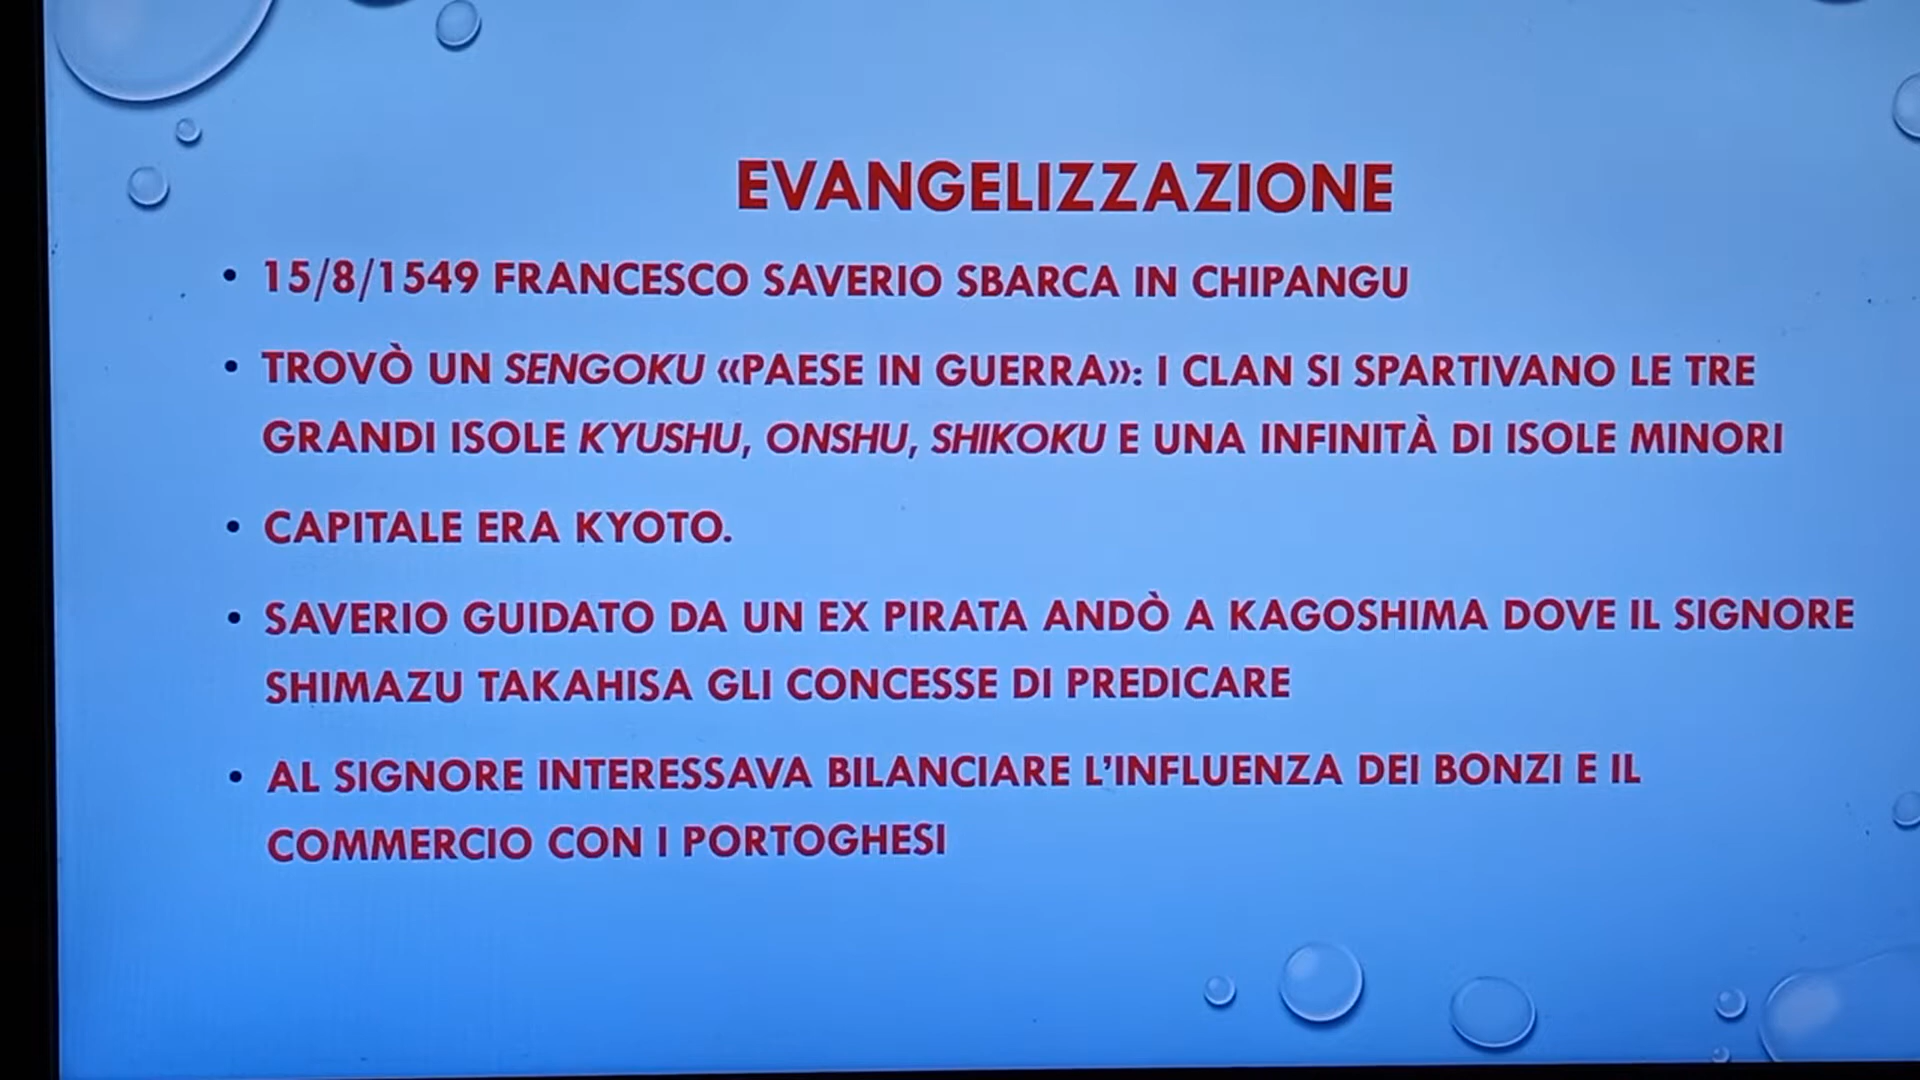 EVANGELIZZAZIONE
• 15/8/1549 FRANCESCO SAVERIO SBARCA IN CHIPANGU
• TROVÒ UN SENGOKU «PAESE IN GUERRA»: I CLAN SI SPARTIVANO LE TRE
GRANDI ISOLE KYUSHU, ONSHU, SHIKOKU E UNA INFINITÀ DI ISOLE MINORI
• CAPITALE ERA KYOTO.
• SAVERIO GUIDATO DA UN EX PIRATA ANDÒ A KAGOSHIMA DOVE IL SIGNORE
SHIMAZU TAKAHISA GLI CONCESSE DI PREDICARE
• AL SIGNORE INTERESSAVA BILANCIARE L'INFLUENZA DEI BONZI E IL
COMMERCIO CON I PORTOGHESI